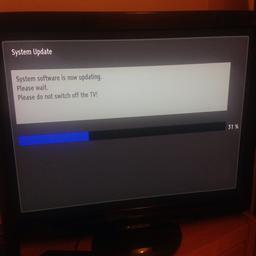 System Update
System software is now updating.
Please wait.
Please do not switch off the TV!
31 %